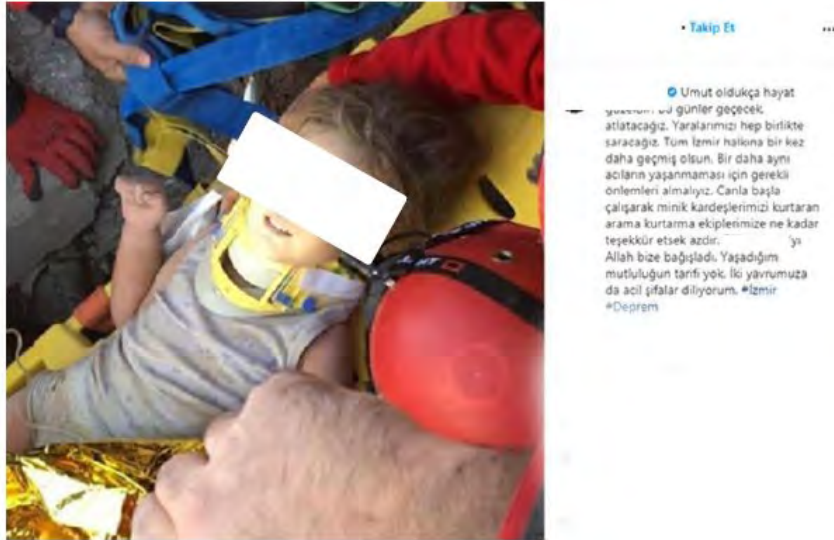 • Takip Et
Umut oldukça hayat
günler geçecek,
atlatacağız. Yaralarımızı hep birlikte
saracağız. Tüm İzmir halkına bir kez
daha geçmiş olsun. Bir daha aynı
acıların yaşanmaması için gerekli
önlemleri almalıyız. Canla başla
çalışarak minik kardeşlerimizi kurtaran
arama kurtarma ekiplerimize ne kadar
teşekkür etsek azdır. 'yı
Allah bize bağışladı. Yaşadığım
mutluluğun tarifi yok. İki yavrumuza
da acil şifalar diliyorum. #İzmir
#Deprem